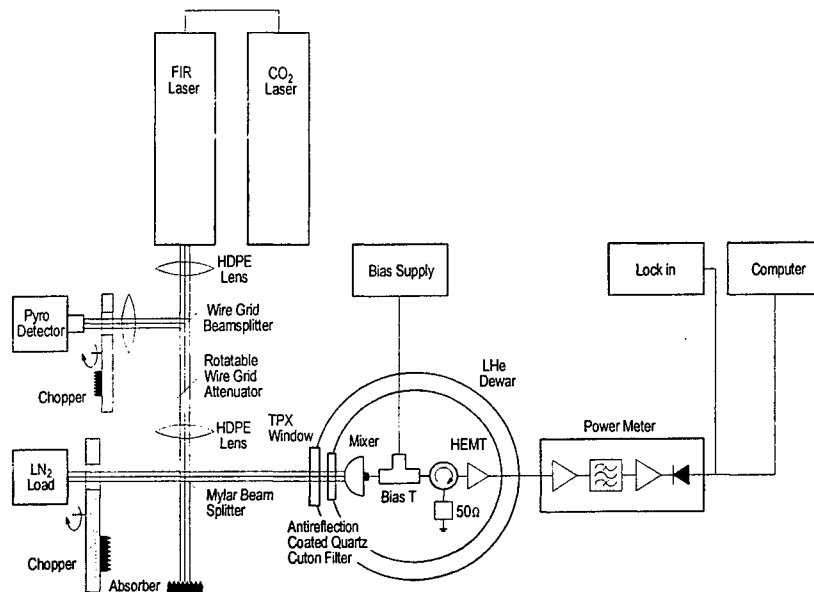 FIR
Laser
CO2
Laser
HDPE
Lens
Bias Supply
Lock in
Computer
Pyro
Detector
Wire Grid
Beamsplitter
Rotatable
Wire Grid
Attenuator
Chopper
LHe
Dewar
HDPE
Lens
TPX
Window
Mixer
HEMT
Power Meter
LN2
Load
Mylar Beam
Splitter
Bias T
50Ω
Antireflection
Coated Quartz
Cuton Filter
Chopper
Absorber